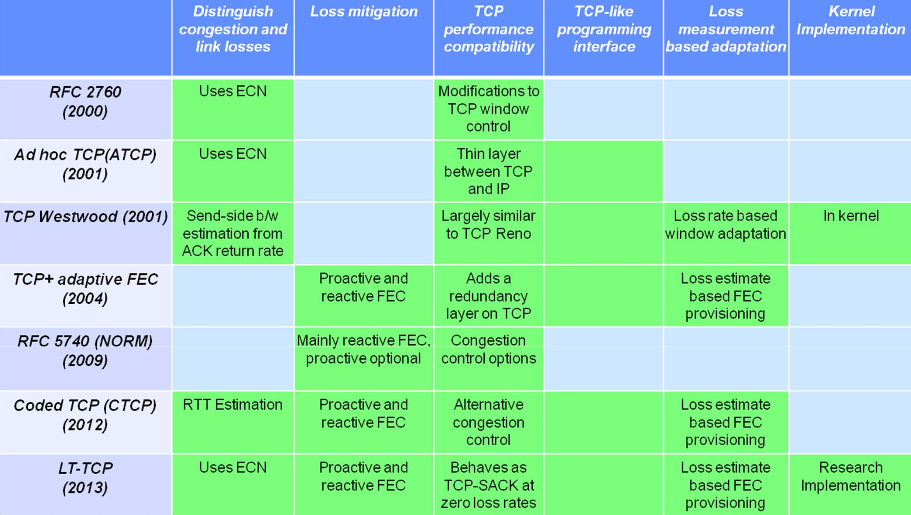 Distinguish
congestion and
link losses
Loss mitigation
TCP
performance
compatibility
TCP-like
programming
interface
Loss
measurement
based adaptation
Kernel
Implementation
RFC 2760
(2000)
Uses ECN
Modifications to
TCP window
control
Ad hoc TCP(ATCP)
(2001)
Uses ECN
Thin layer
between TCP
and IP
TCP Westwood (2001)
Send-side b/w
estimation from
ACK return rate
Largely similar
to TCP Reno
Loss rate based
window adaptation
In kernel
TCP+ adaptive FEC
(2004)
Proactive and
reactive FEC
Adds a
redundancy
layer on TCP
Loss estimate
based FEC
provisioning
RFC 5740 (NORM)
(2009)
Mainly reactive FEC,
proactive optional
Congestion
control options
Coded TCP (CTCP)
(2012)
RTT Estimation
Proactive and
reactive FEC
Alternative
congestion
control
Loss estimate
based FEC
provisioning
LT-TCP
(2013)
Uses ECN
Proactive and
reactive FEC
Behaves as
TCP-SACK at
zero loss rates
Loss estimate
based FEC
provisioning
Research
Implementation